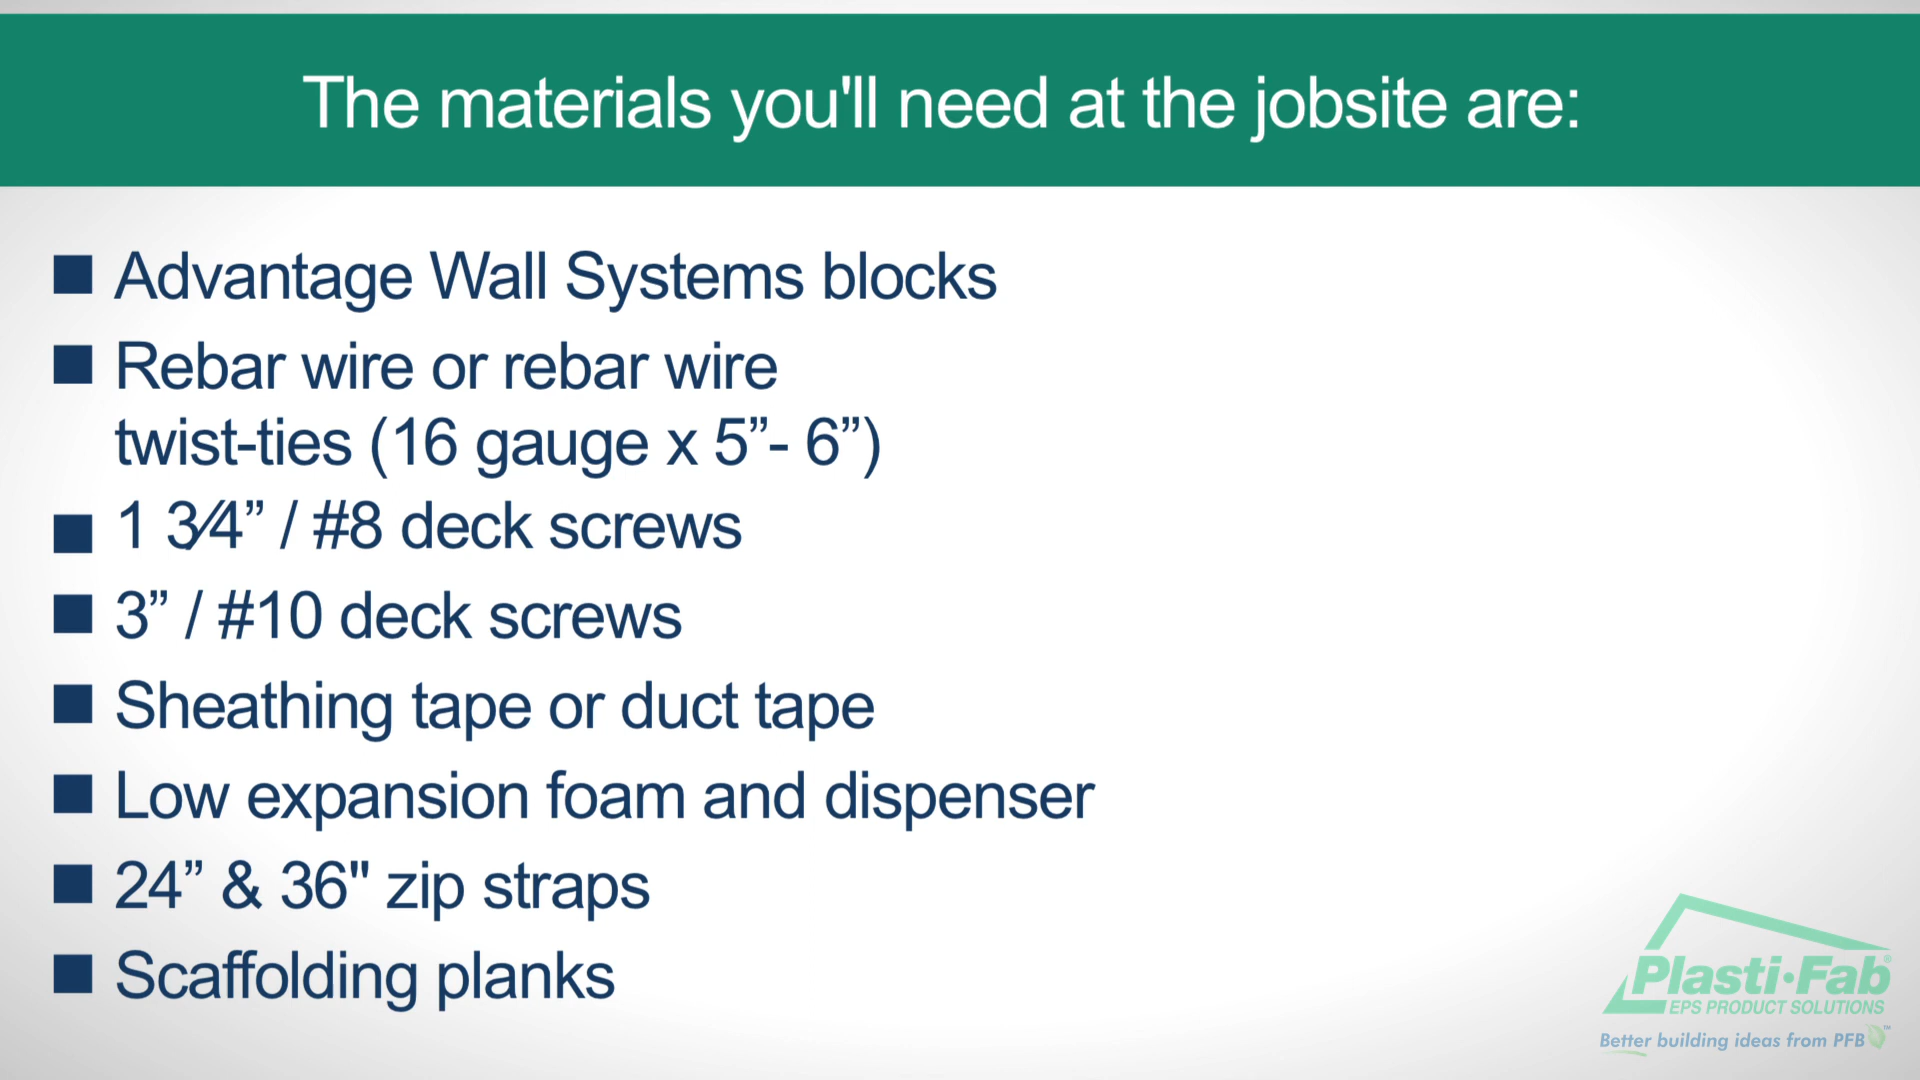 The materials you'll need at the jobsite are:
■ Advantage Wall Systems blocks
■ Rebar wire or rebar wire
twist-ties (16 gauge x 5”- 6”)
■ 1 3⁄4” / #8 deck screws
■ 3” / #10 deck screws
■ Sheathing tape or duct tape
■ Low expansion foam and dispenser
■ 24” & 36" zip straps
■ Scaffolding planks
Plasti·Fab®
EPS PRODUCT SOLUTIONS
Better building ideas from PFB™